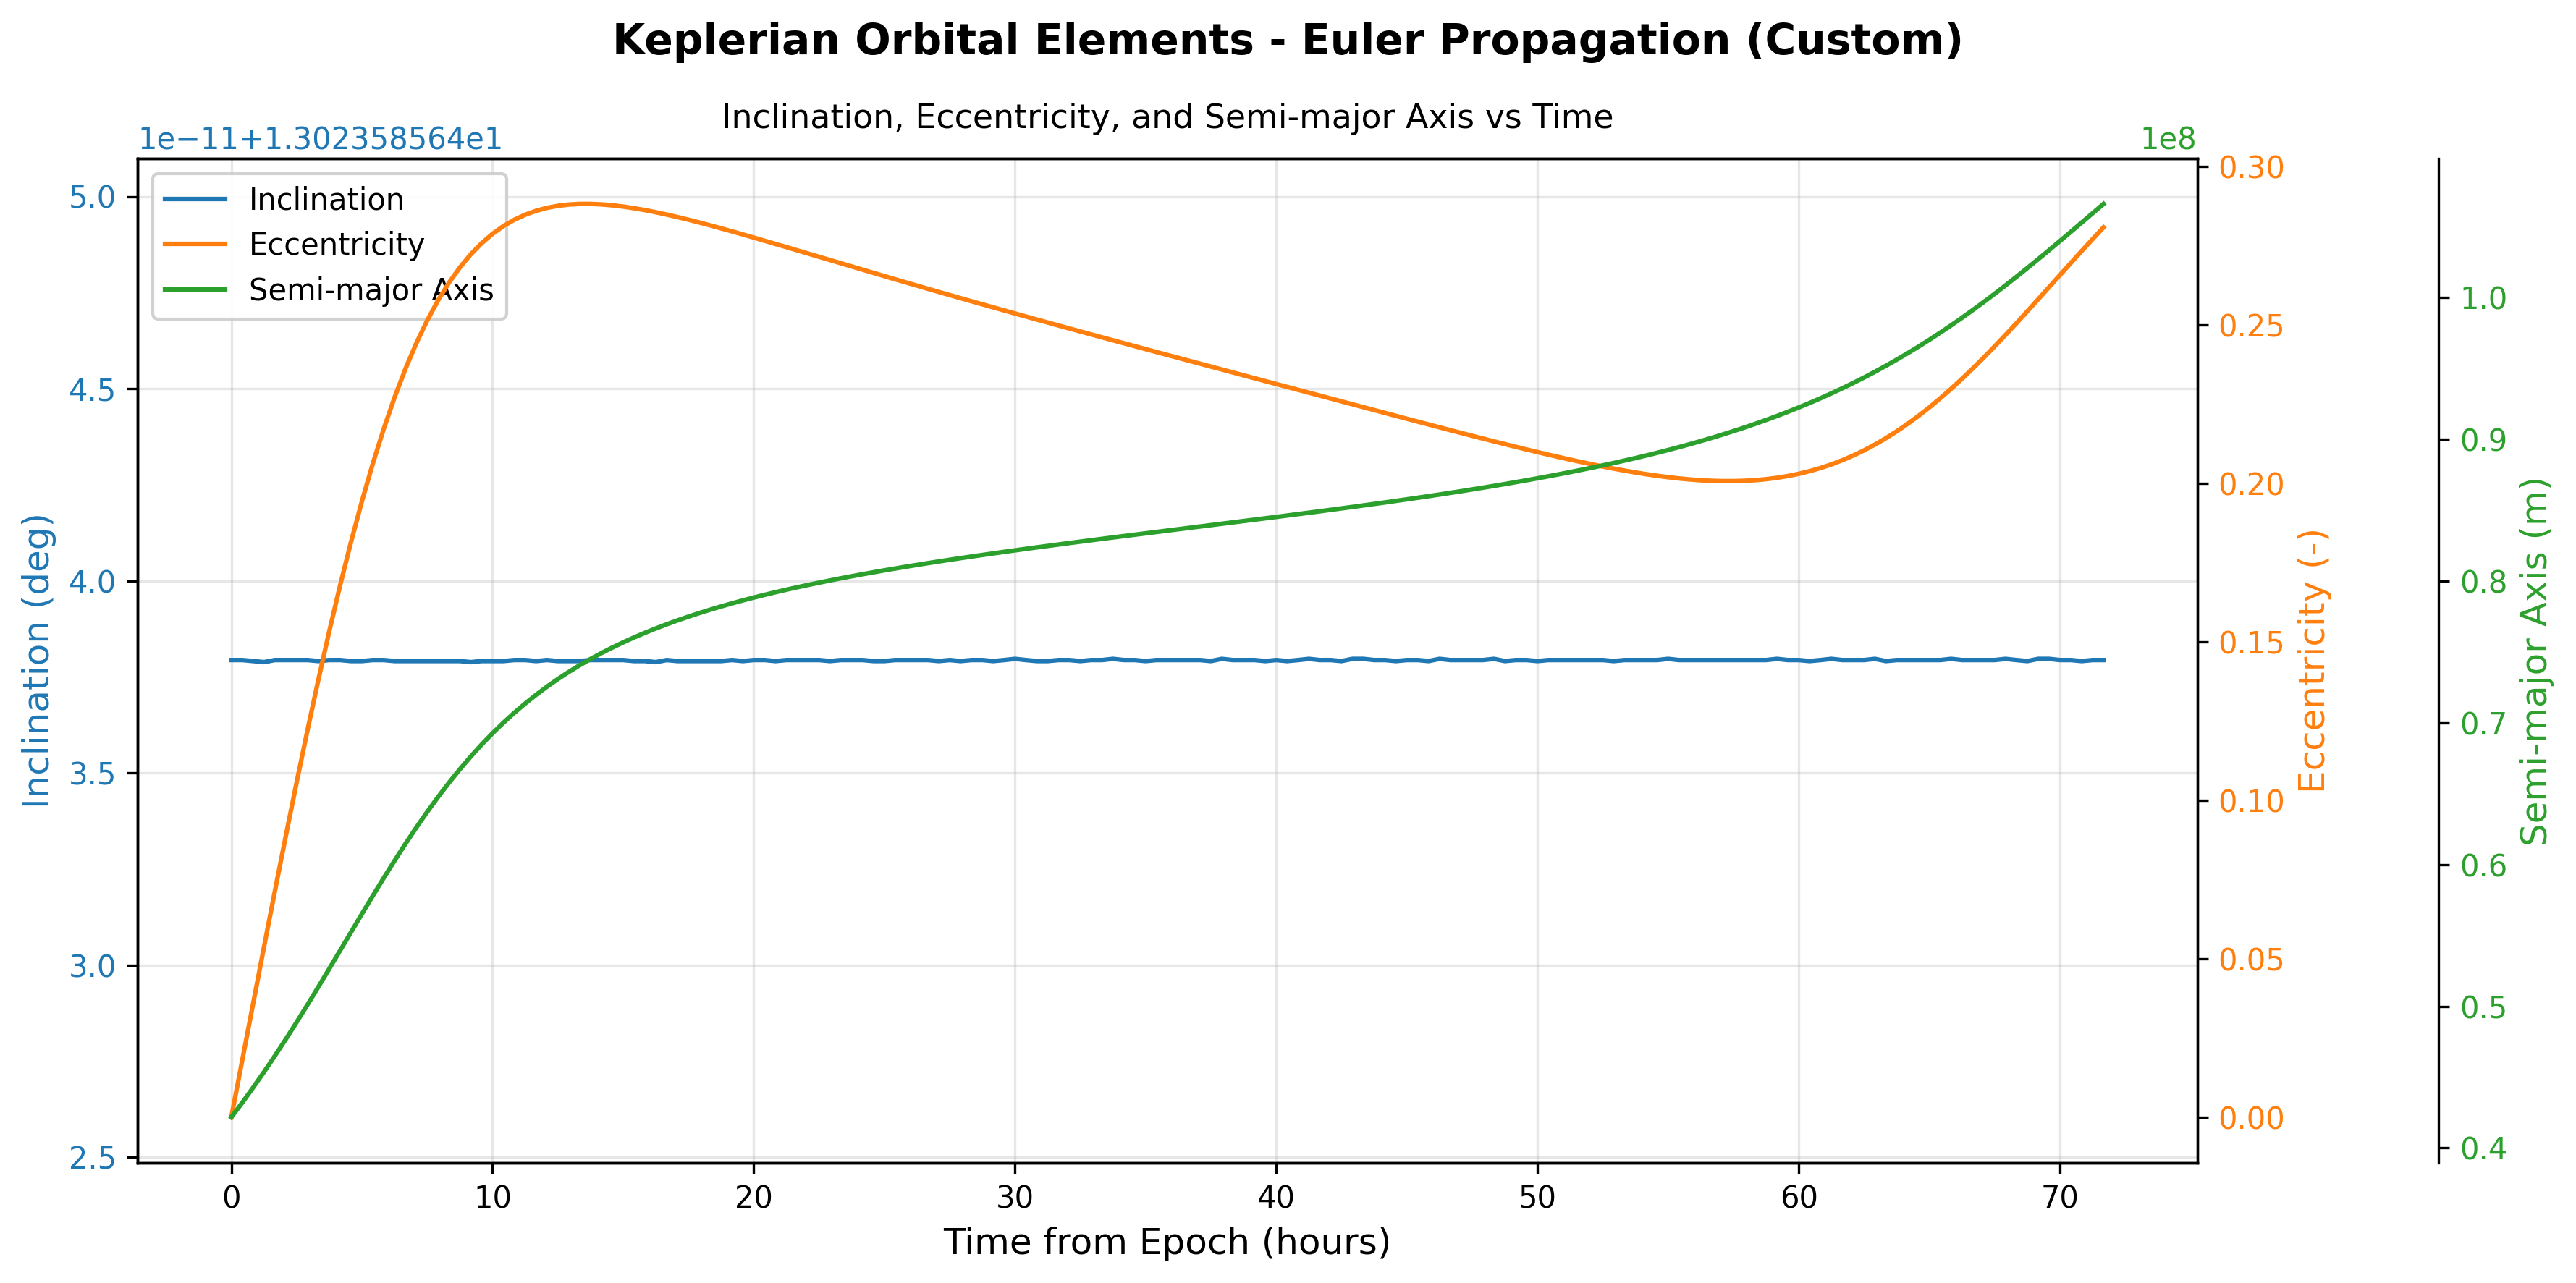 Keplerian Orbital Elements - Euler Propagation (Custom)
Inclination, Eccentricity, and Semi-major Axis vs Time
1e−11+1.302358564e1
1e8
Inclination
Eccentricity
Semi-major Axis
5.0
4.5
4.0
3.5
3.0
2.5
Inclination (deg)
0.30
0.25
0.20
0.15
0.10
0.05
0.00
Eccentricity (-)
1.0
0.9
0.8
0.7
0.6
0.5
0.4
Semi-major Axis (m)
0 10 20 30 40 50 60 70
Time from Epoch (hours)